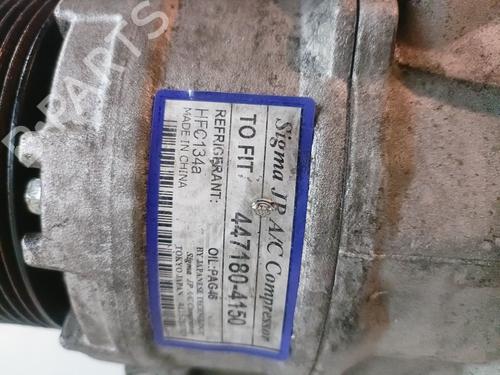 B-PARTS
Sigma JP A/C Compressor
TO FIT: 447180-4150
REFRIGERANT: OIL:PAG46
HFC134a BY JAPANESE TECHNOLOGY
MADE IN CHINA Sigma JP A/C Compressor
TOKYO JAPAN